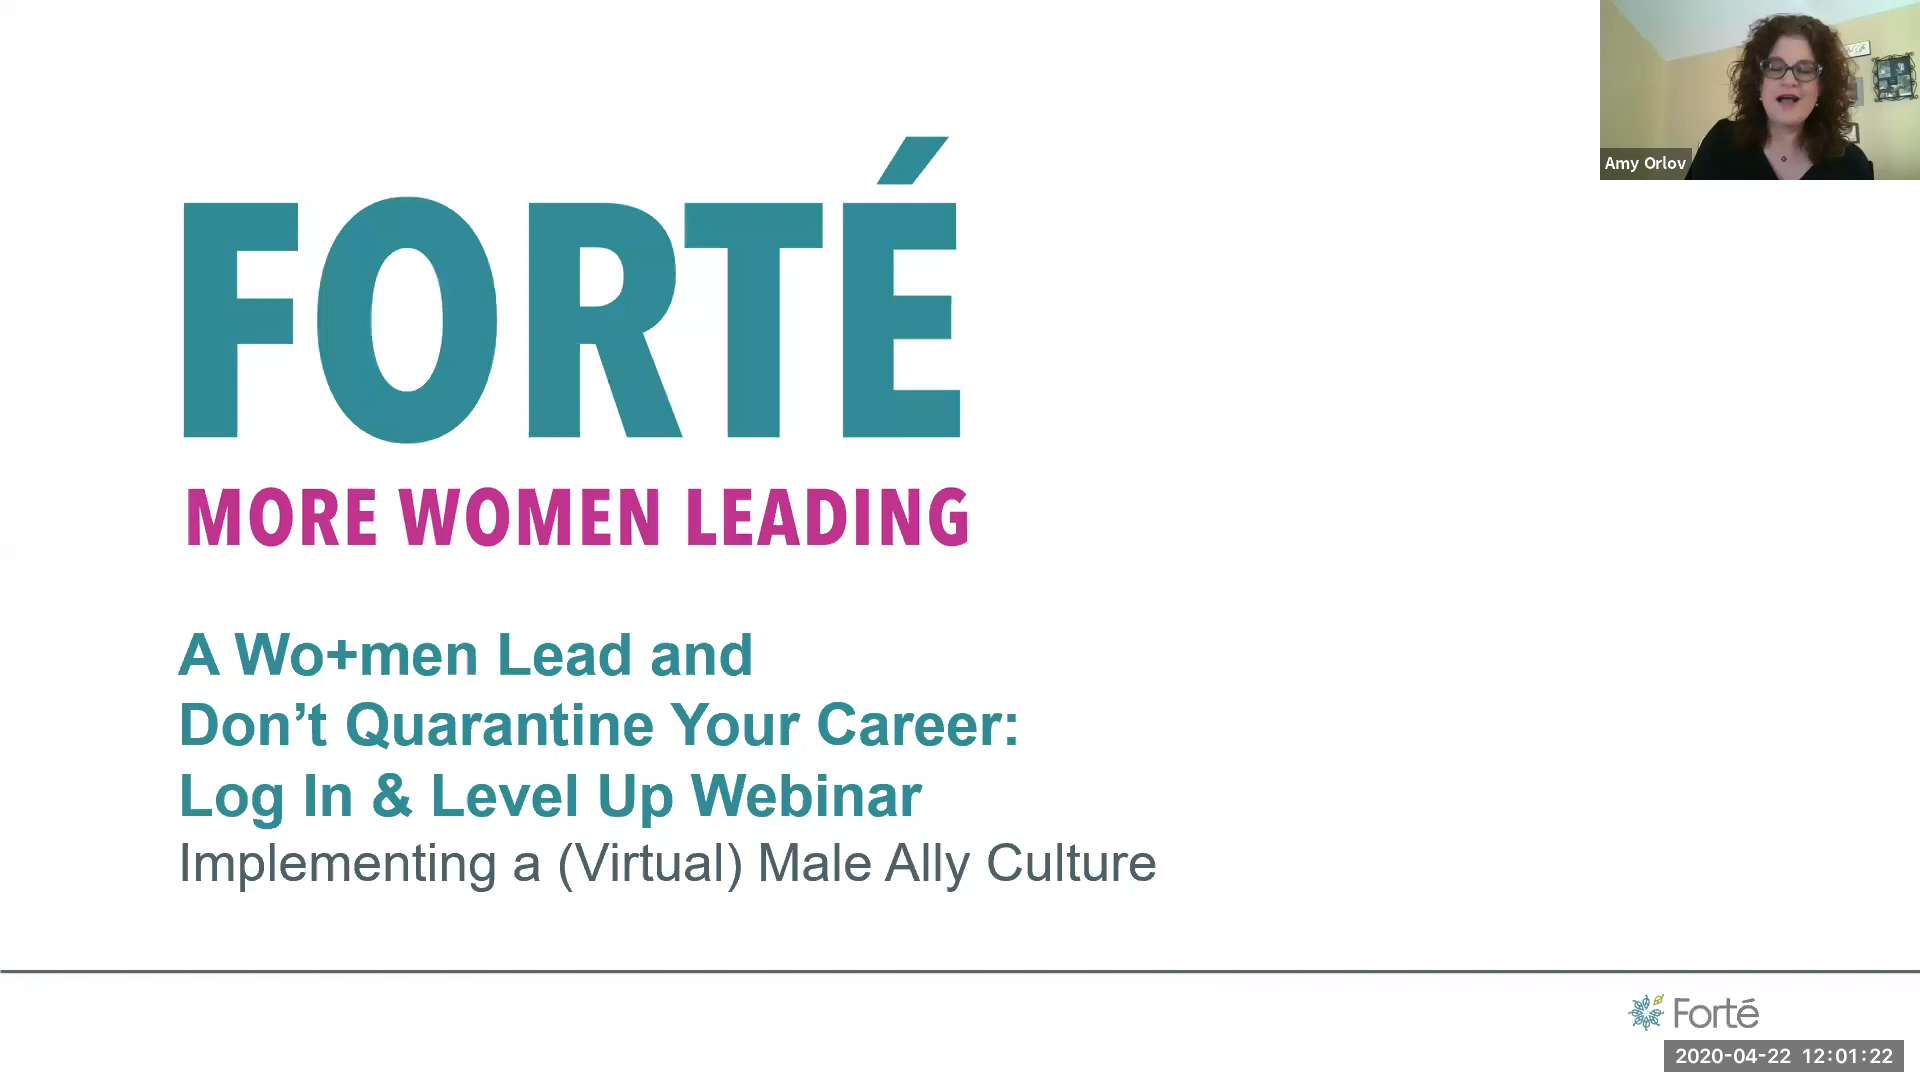 Amy Orlov
FORTÉ
MORE WOMEN LEADING
A Wo+men Lead and
Don’t Quarantine Your Career:
Log In & Level Up Webinar
Implementing a (Virtual) Male Ally Culture
Forté
2020-04-22 12:01:22